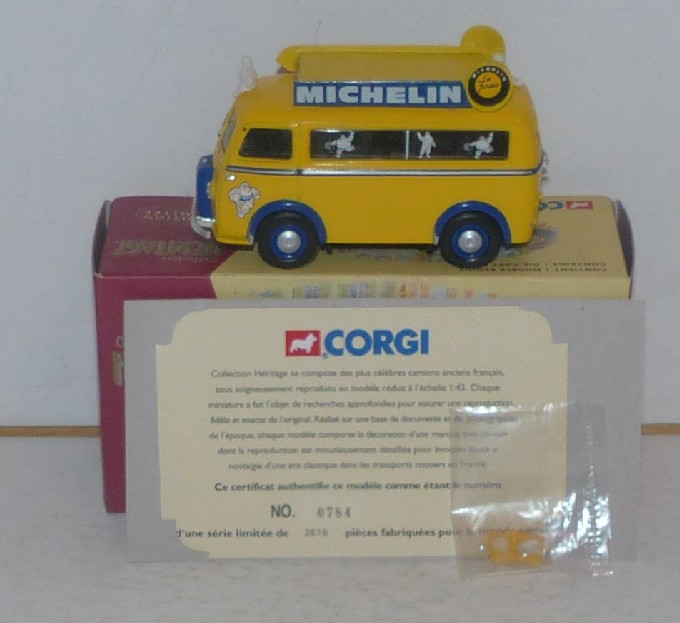 MICHELIN
MICHELIN
HERITAGE
CORGI
CORGI
Collection Héritage se compose des plus célèbres camions anciens français,
tous soigneusement reproduits en modèle réduit à l'échelle 1:43. Chaque
miniature a fait l'objet de recherches approfondies pour assurer une reproduction
fidèle et exacte de l'original. Réalisé sur une base de documents et de
de l'époque, chaque modèle comporte la décoration d'une
dont la reproduction est minutieusement détaillée pour
nostalgie d'une ère classique dans les transports routiers en France.
Ce certificat authentifie ce modèle comme étant le numéro
NO. 0784
d'une série limitée de 2610 pièces fabriquées pour